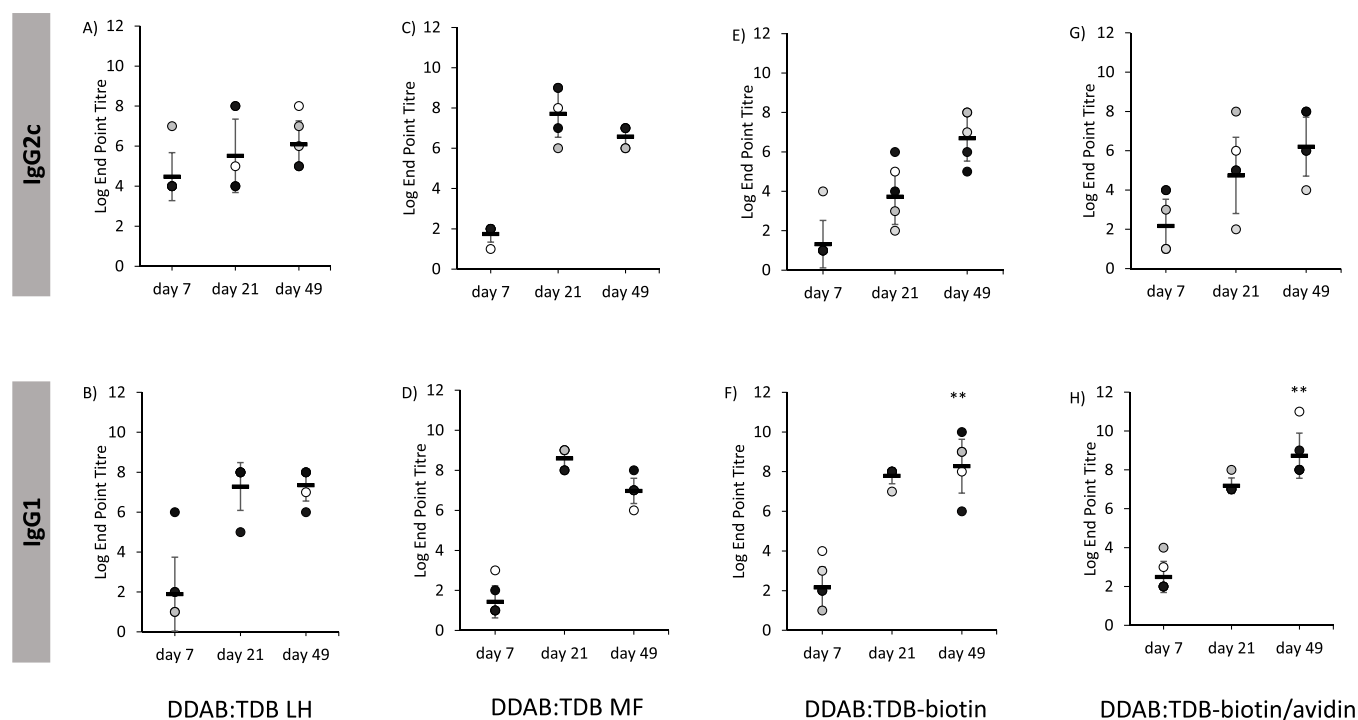 IgG2c
A)
Log End Point Titre
12
10
8
6
4
2
0
day 7 day 21 day 49
C)
Log End Point Titre
12
10
8
6
4
2
0
day 7 day 21 day 49
E)
Log End Point Titre
12
10
8
6
4
2
0
day 7 day 21 day 49
G)
Log End Point Titre
12
10
8
6
4
2
0
day 7 day 21 day 49
IgG1
B)
Log End Point Titre
12
10
8
6
4
2
0
day 7 day 21 day 49
D)
Log End Point Titre
12
10
8
6
4
2
0
day 7 day 21 day 49
F)
Log End Point Titre
12
10
8
6
4
2
0
**
day 7 day 21 day 49
H)
Log End Point Titre
12
10
8
6
4
2
0
**
day 7 day 21 day 49
DDAB:TDB LH
DDAB:TDB MF
DDAB:TDB-biotin
DDAB:TDB-biotin/avidin